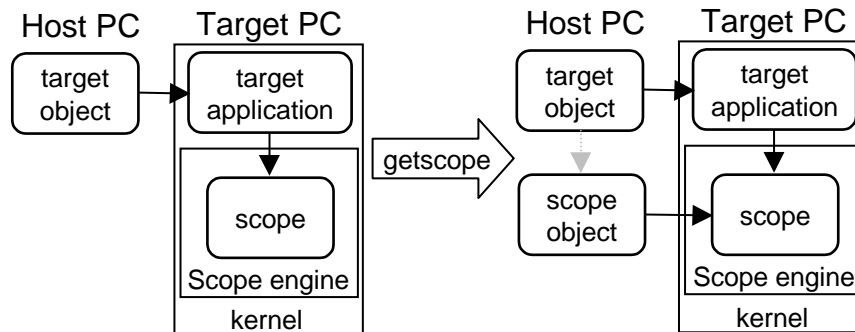 Host PC
Target PC
target
object
target
application
scope
Scope engine
kernel
getscope
Host PC
Target PC
target
object
target
application
scope
object
scope
Scope engine
kernel